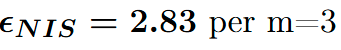 ϵNIS = 2.83 per m=3